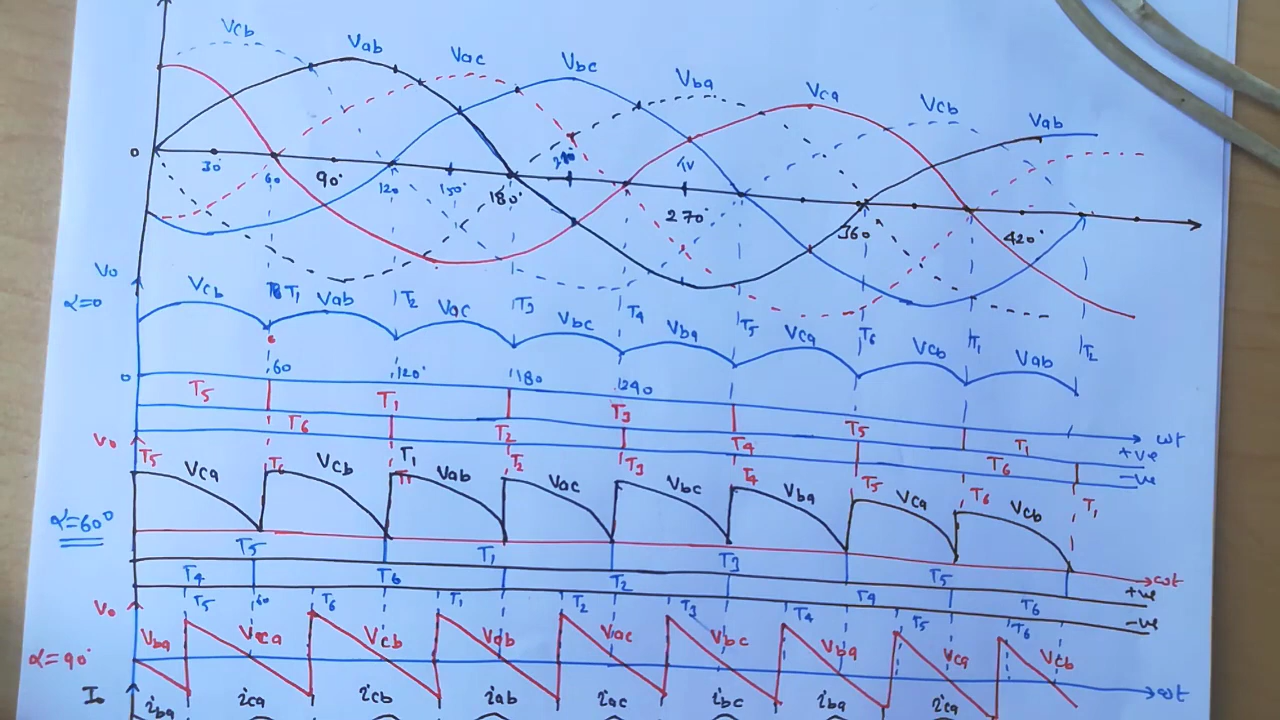 Vcb Vab Vac Vbc Vba Vca Vcb Vab
0 30° 60 90° 120 150° 180° 270° 360° 420°
Vo
α=0 Vcb T1 Vab T2 Vac T3 Vbc T4 Vba T5 Vca T6 Vcb T1 Vab T2
0 60 120° 180 240
T5 T1 T3 T5 T1 ωt
+ve
T6 T2 T4 T6
-ve
Vo
T5 Vca T6 Vcb T1 T1 Vab T2 Vac T3 Vbc T4 Vba T5 Vca T6 Vcb T1
α=60°
T5 T1 T3 T5 ωt
+ve
T4 T6 T2 T4 T6
-ve
Vo T5 60 T6 T1 T2 T3 T4 T5 T6
Vba Vca Vcb Vab Vac Vbc Vba Vca Vcb
α=90°
ωt
Io iba ica icb iab iac ibc iba ica